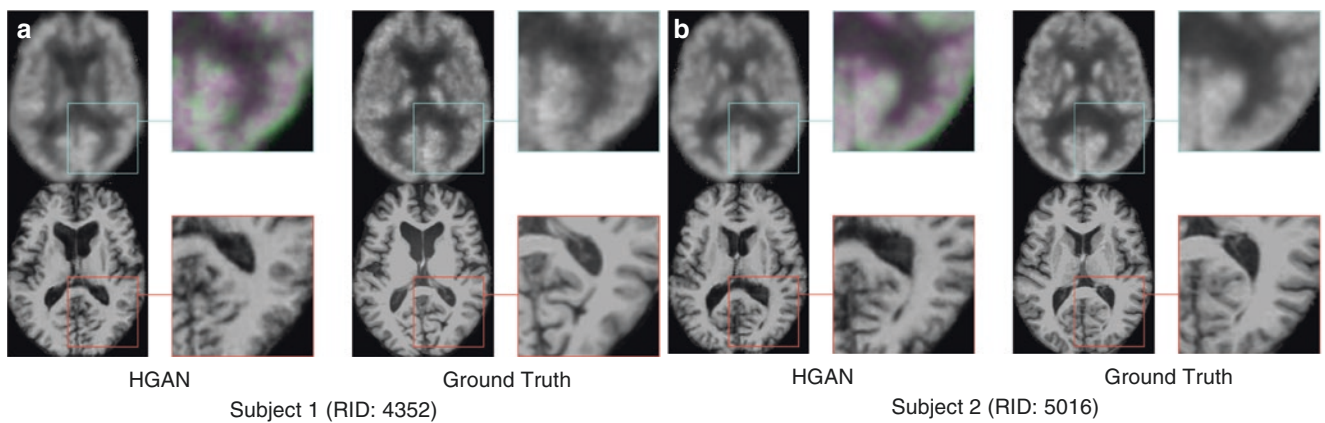 a
b
HGAN
Ground Truth
HGAN
Ground Truth
Subject 1 (RID: 4352)
Subject 2 (RID: 5016)